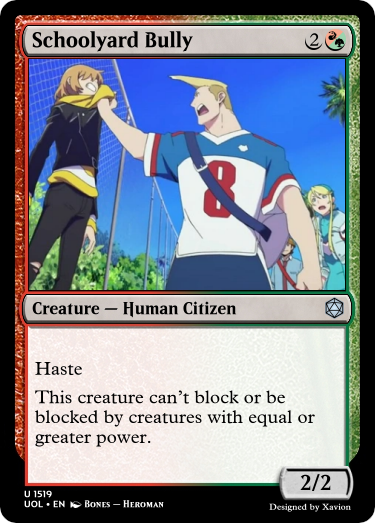 Schoolyard Bully 2
8
Creature — Human Citizen
Haste
This creature can't block or be
blocked by creatures with equal or
greater power.
2/2
U 1519
UOL • EN Bones — Heroman
Designed by Xavion